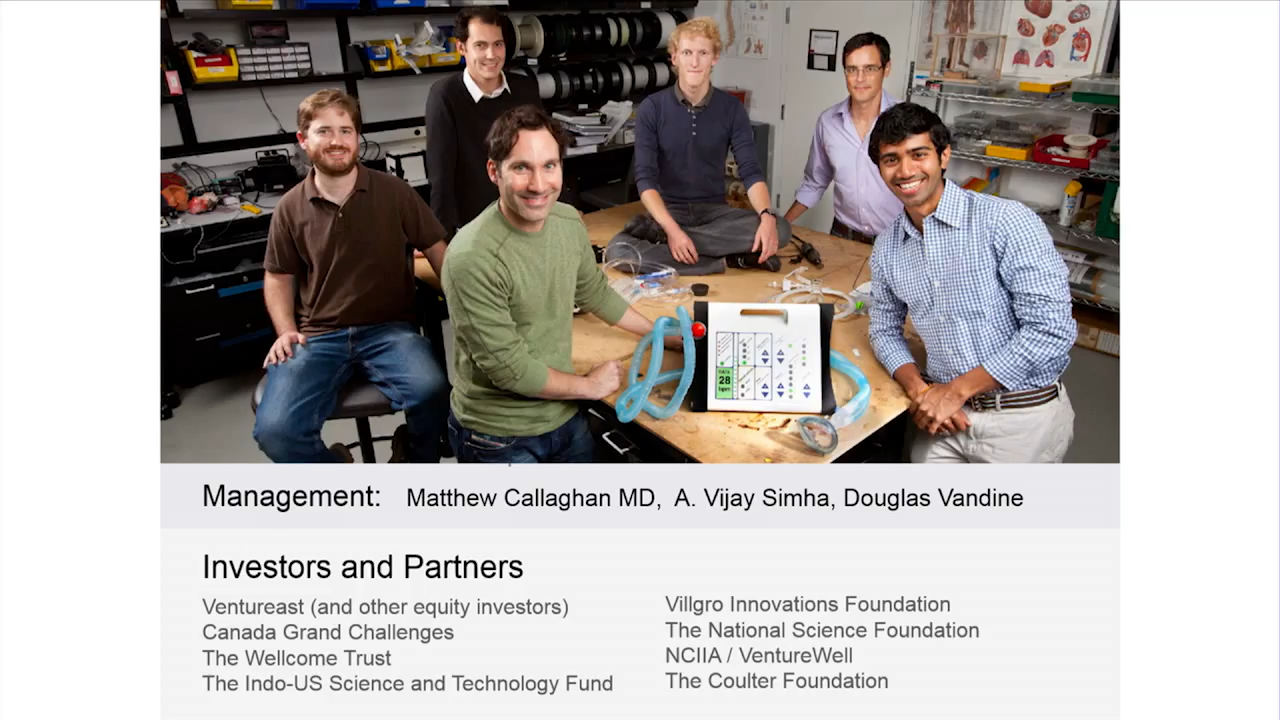 28
bpm
Management: Matthew Callaghan MD, A. Vijay Simha, Douglas Vandine
Investors and Partners
Ventureast (and other equity investors)
Canada Grand Challenges
The Wellcome Trust
The Indo-US Science and Technology Fund
Villgro Innovations Foundation
The National Science Foundation
NCIIA / VentureWell
The Coulter Foundation